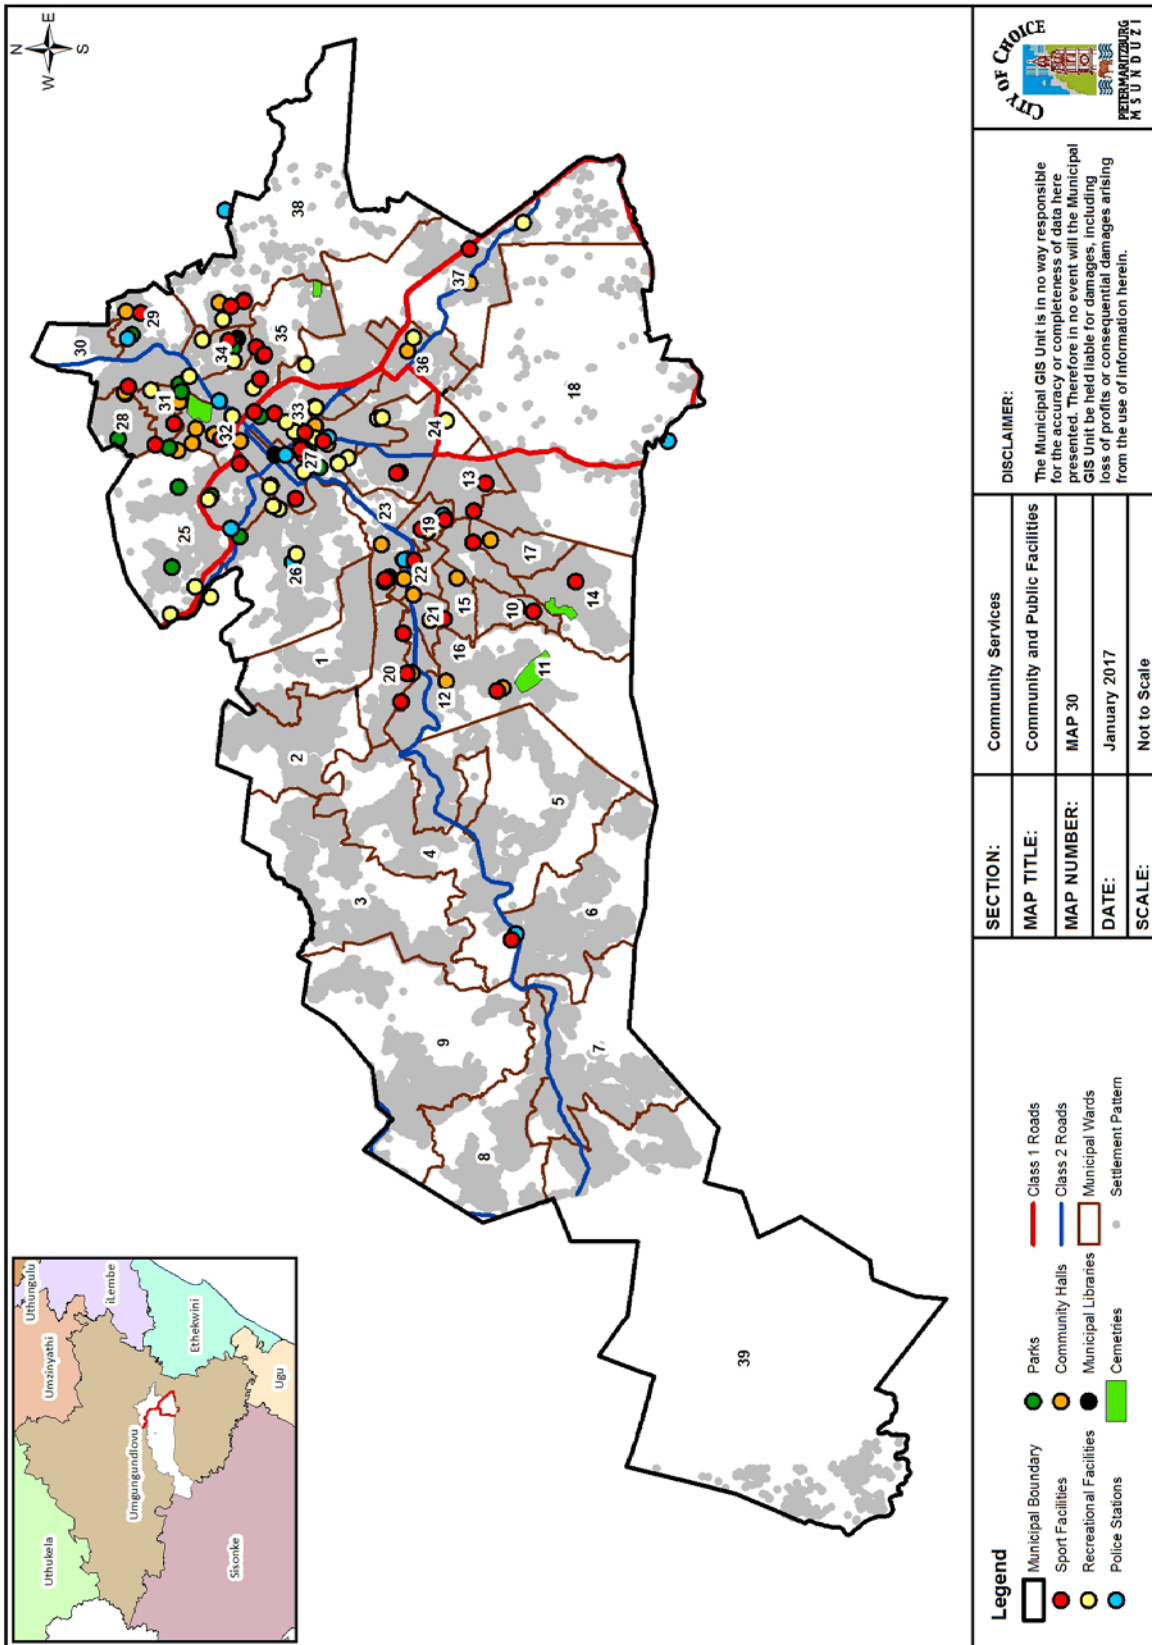 N
W
E
S
Uthukela
Umzinyathi
Uthungulu
iLembe
Umgungundlovu
Ethekwini
Ugu
Sisonke
1
2
3
4
5
6
7
8
9
10
11
12
13
14
15
16
17
18
19
20
21
22
23
24
25
26
27
28
29
30
31
32
33
34
35
36
37
38
39
Legend
Municipal Boundary
Sport Facilities
Recreational Facilities
Police Stations
Parks
Community Halls
Municipal Libraries
Cemetries
Class 1 Roads
Class 2 Roads
Municipal Wards
Settlement Pattern
SECTION: Community Services
MAP TITLE: Community and Public Facilities
MAP NUMBER: MAP 30
DATE: January 2017
SCALE: Not to Scale
DISCLAIMER:
The Municipal GIS Unit is in no way responsible
for the accuracy or completeness of data here
presented. Therefore in no event will the Municipal
GIS Unit be held liable for damages, including
loss of profits or consequential damages arising
from the use of information herein.
CITY OF CHOICE
PIETERMARITZBURG
MSUNDUZI